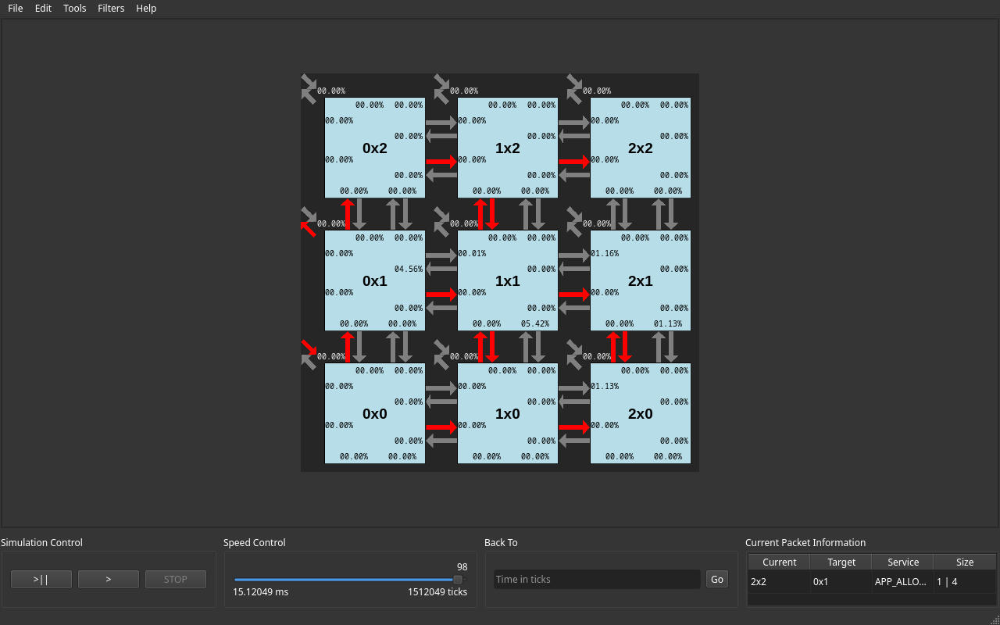 File Edit Tools Filters Help
00.00% 00.00% 00.00%
00.00% 00.00% 00.00% 00.00% 00.00% 00.00%
00.00% 00.00% 00.00%
00.00% 00.00% 00.00%
0x2 1x2 2x2
00.00% 00.00% 00.00%
00.00% 00.00% 00.00%
00.00% 00.00% 00.00% 00.00% 00.00% 00.00%
00.00% 00.00% 00.00%
00.00% 00.00% 00.00% 00.00% 00.00% 00.00%
00.00% 00.01% 01.16%
04.56% 00.00% 00.00%
0x1 1x1 2x1
00.00% 00.00% 00.00%
00.00% 00.00% 00.00%
00.00% 00.00% 00.00% 05.42% 00.00% 01.13%
00.00% 00.00% 00.00%
00.00% 00.00% 00.00% 00.00% 00.00% 00.00%
00.00% 00.00% 01.13%
00.00% 00.00% 00.00%
0x0 1x0 2x0
00.00% 00.00% 00.00%
00.00% 00.00% 00.00%
00.00% 00.00% 00.00% 00.00% 00.00% 00.00%
Simulation Control Speed Control Back To Current Packet Information
98
Current Target Service Size
>|| > STOP Time in ticks Go
2x2 0x1 APP_ALLO... 1 | 4
15.12049 ms 1512049 ticks